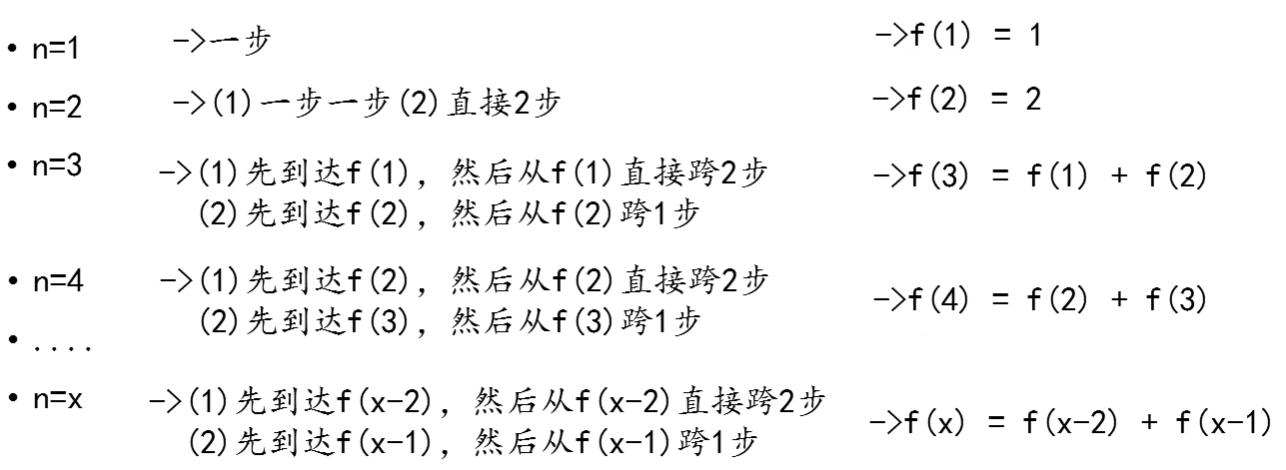 • n=1 ->一步 ->f(1) = 1
• n=2 ->(1)一步一步(2)直接2步 ->f(2) = 2
• n=3 ->(1)先到达f(1), 然后从f(1)直接跨2步 ->f(3) = f(1) + f(2)
(2)先到达f(2), 然后从f(2)跨1步
• n=4 ->(1)先到达f(2), 然后从f(2)直接跨2步 ->f(4) = f(2) + f(3)
(2)先到达f(3), 然后从f(3)跨1步
• ....
• n=x ->(1)先到达f(x-2), 然后从f(x-2)直接跨2步 ->f(x) = f(x-2) + f(x-1)
(2)先到达f(x-1), 然后从f(x-1)跨1步